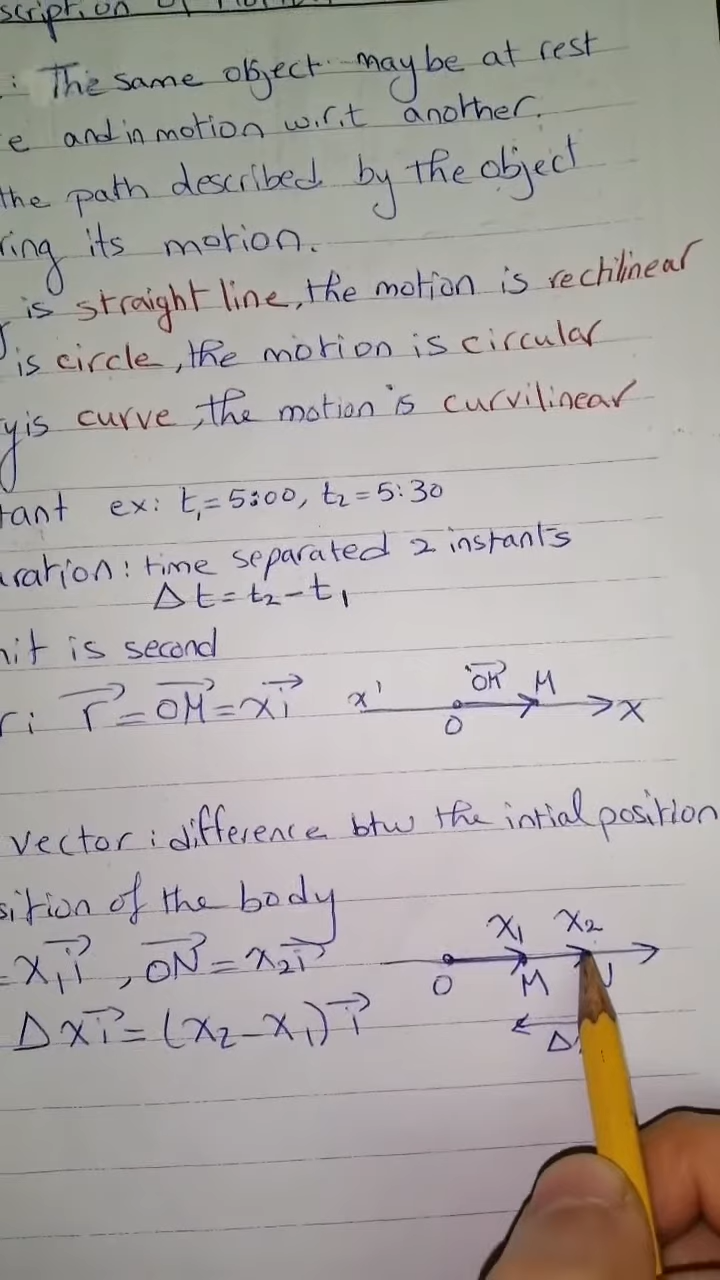 scription of
: The same object may be at rest
e and in motion w.r.t another.
the path described by the object
ring its motion.
is straight line, the motion is rectilinear
is circle, the motion is circular
y is curve, the motion is curvilinear
tant ex: t₁=5:00, t₂=5:30
uration: time separated 2 instants
Δt=t₂-t₁
nit is second
r: r⃗=OM⃗=xi⃗ x' O OM⃗ M x
vector: difference btw the intial position
sition of the body
=x₁i⃗, ON⃗=x₂i⃗ O x₁ M x₂
Δxi⃗=(x₂-x₁)i⃗ Δ